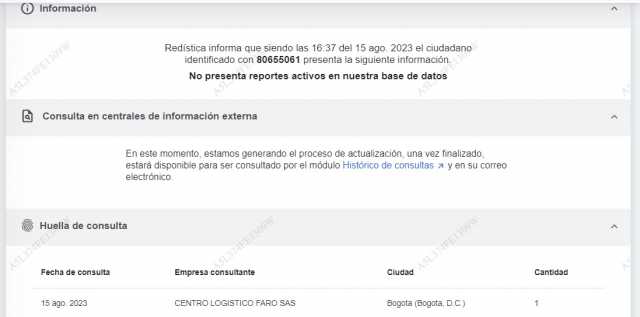 Información
Redística informa que siendo las 16:37 del 15 ago. 2023 el ciudadano
identificado con 80655061 presenta la siguiente información.
No presenta reportes activos en nuestra base de datos
Consulta en centrales de información externa
En este momento, estamos generando el proceso de actualización, una vez finalizado,
estará disponible para ser consultado por el módulo Histórico de consultas ↗ y en su correo
electrónico.
Huella de consulta
Fecha de consulta Empresa consultante Ciudad Cantidad
15 ago. 2023 CENTRO LOGISTICO FARO SAS Bogota (Bogota, D.C.) 1